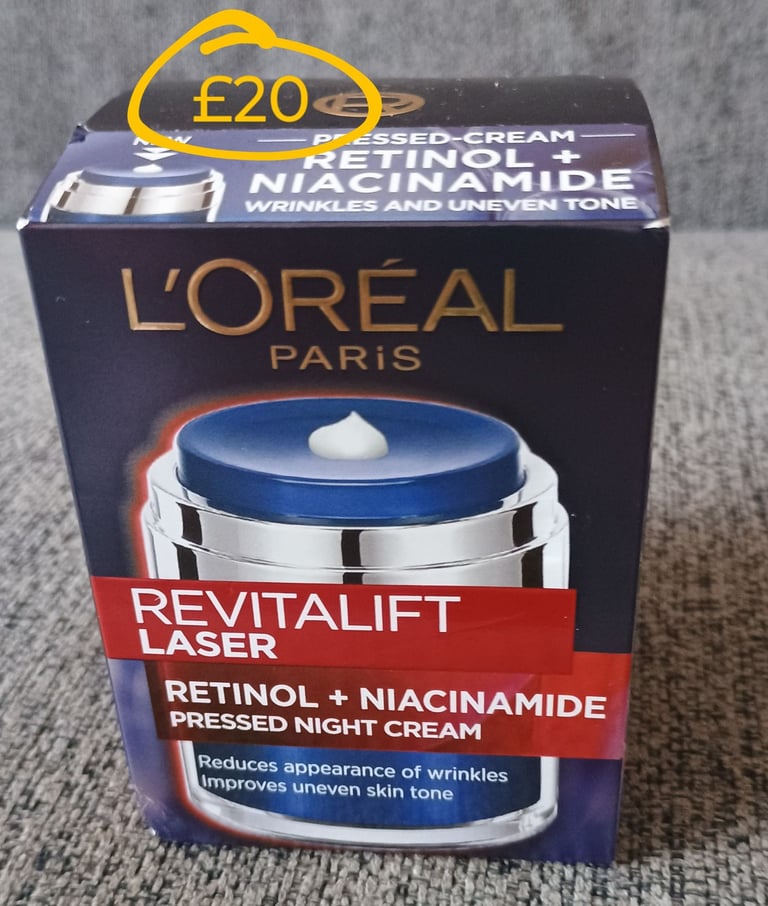 £20
NEW
PRESSED-CREAM
RETINOL +
NIACINAMIDE
WRINKLES AND UNEVEN TONE
L'ORÉAL
PARiS
REVITALIFT
LASER
RETINOL + NIACINAMIDE
PRESSED NIGHT CREAM
Reduces appearance of wrinkles
Improves uneven skin tone